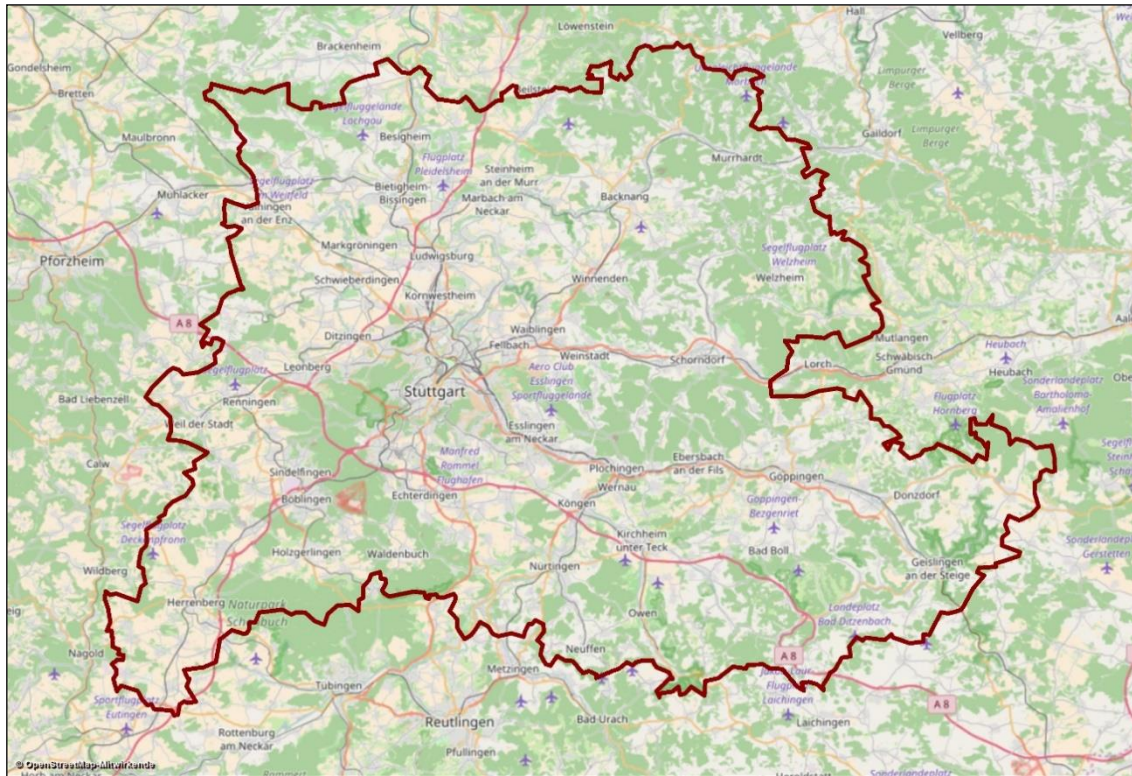 Löwenstein
Hall
Vellberg
Brackenheim
Gondelsheim
Limpurger
Berge
Bretten
Maulbronn
Besigheim
Gaildorf
Limpurger
Berge
Murrhardt
Flugplatz
Pleidelsheim
Steinheim
an der Murr
Mühlacker
Bietigheim-
Bissingen
Marbach am
Neckar
Backnang
an der Enz
Markgröningen
Ludwigsburg
Segelflugplatz
Welzheim
Welzheim
Pforzheim
Schwieberdingen
Winnenden
Kornwestheim
A 8
Ditzingen
Waiblingen
Fellbach
Weinstadt
Schorndorf
Mutlangen
Lorch
Schwäbisch
Gmünd
Heubach
Heubach
Leonberg
Aero Club
Esslingen
Sportfluggelände
Bad Liebenzell
Renningen
Stuttgart
Flugplatz
Hornberg
Sonderlandeplatz
Bartholomä-
Amalienhof
Weil der Stadt
Esslingen
am Neckar
Calw
Sindelfingen
Manfred
Rommel
Flughafen
Ebersbach
an der Fils
Plochingen
Wernau
Göppingen
Böblingen
Echterdingen
Köngen
Donzdorf
Göppingen-
Bezgenriet
Segelflugplatz
Deckenpfronn
Holzgerlingen
Waldenbuch
Kirchheim
unter Teck
Bad Boll
Wildberg
Nürtingen
Geislingen
an der Steige
Herrenberg
Naturpark
Owen
Landeplatz
Bad Ditzenbach
Nagold
Neuffen
A 8
Metzingen
Tübingen
Laichingen
A 8
Rottenburg
am Neckar
Reutlingen
Bad Urach
Laichingen
Pfullingen
© OpenStreetMap-Mitwirkende